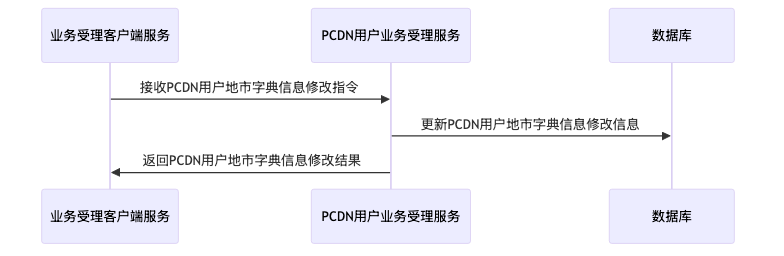 业务受理客户端服务
PCDN用户业务受理服务
数据库
接收PCDN用户地市字典信息修改指令
更新PCDN用户地市字典信息修改信息
返回PCDN用户地市字典信息修改结果
业务受理客户端服务
PCDN用户业务受理服务
数据库